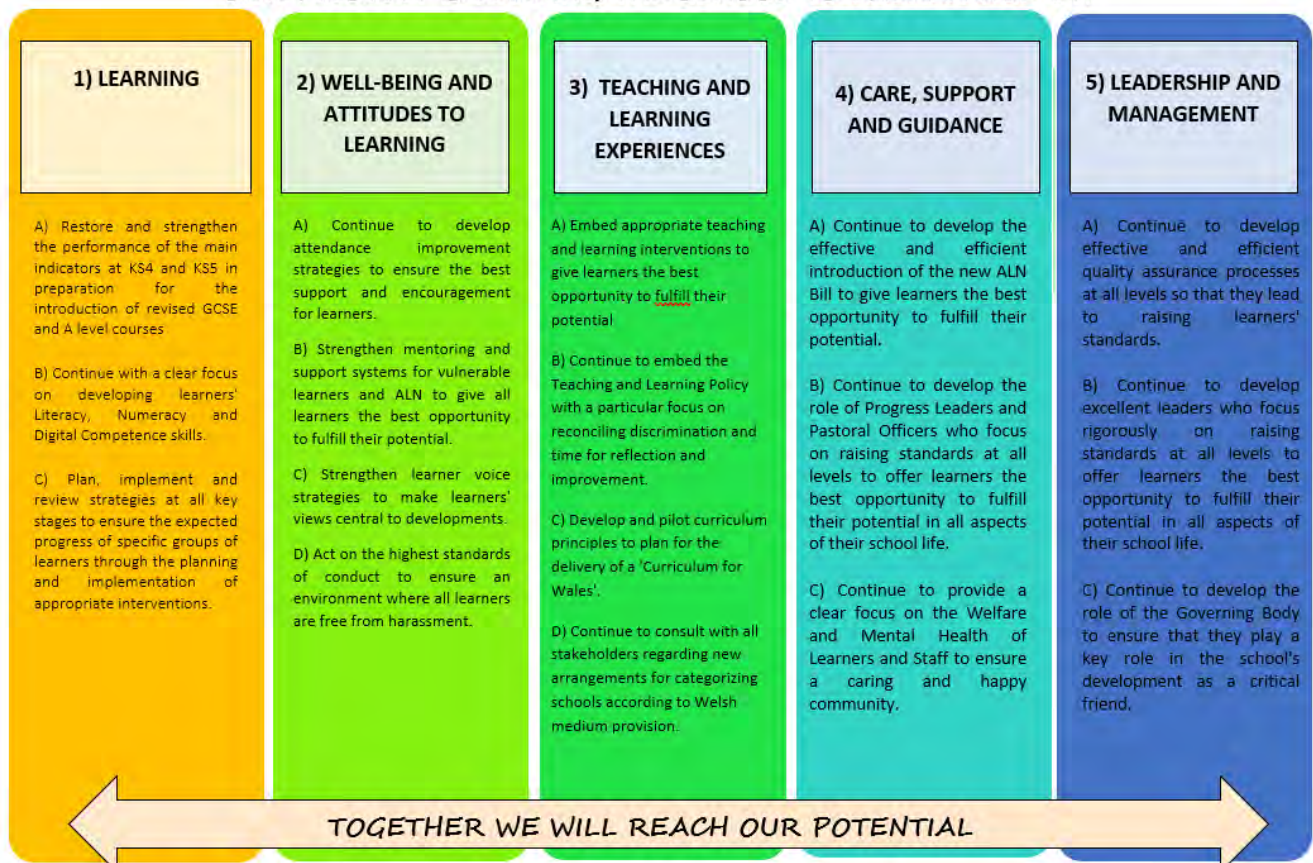 1) LEARNING
A) Restore and strengthen
the performance of the main
indicators at KS4 and KS5 in
preparation for the
introduction of revised GCSE
and A level courses
B) Continue with a clear focus
on developing learners'
Literacy, Numeracy and
Digital Competence skills.
C) Plan, implement and
review strategies at all key
stages to ensure the expected
progress of specific groups of
learners through the planning
and implementation of
appropriate interventions.
2) WELL-BEING AND
ATTITUDES TO
LEARNING
A) Continue to develop
attendance improvement
strategies to ensure the best
support and encouragement
for learners.
B) Strengthen mentoring and
support systems for vulnerable
learners and ALN to give all
learners the best opportunity
to fulfill their potential.
C) Strengthen learner voice
strategies to make learners'
views central to developments.
D) Act on the highest standards
of conduct to ensure an
environment where all learners
are free from harassment.
3) TEACHING AND
LEARNING
EXPERIENCES
A) Embed appropriate teaching
and learning interventions to
give learners the best
opportunity to fulfill their
potential
B) Continue to embed the
Teaching and Learning Policy
with a particular focus on
reconciling discrimination and
time for reflection and
improvement.
C) Develop and pilot curriculum
principles to plan for the
delivery of a 'Curriculum for
Wales'.
D) Continue to consult with all
stakeholders regarding new
arrangements for categorizing
schools according to Welsh
medium provision.
4) CARE, SUPPORT
AND GUIDANCE
A) Continue to develop the
effective and efficient
introduction of the new ALN
Bill to give learners the best
opportunity to fulfill their
potential.
B) Continue to develop the
role of Progress Leaders and
Pastoral Officers who focus
on raising standards at all
levels to offer learners the
best opportunity to fulfill
their potential in all aspects
of their school life.
C) Continue to provide a
clear focus on the Welfare
and Mental Health of
Learners and Staff to ensure
a caring and happy
community.
5) LEADERSHIP AND
MANAGEMENT
A) Continue to develop
effective and efficient
quality assurance processes
at all levels so that they lead
to raising learners'
standards.
B) Continue to develop
excellent leaders who focus
rigorously on raising
standards at all levels to
offer learners the best
opportunity to fulfill their
potential in all aspects of
their school life.
C) Continue to develop the
role of the Governing Body
to ensure that they play a
key role in the school's
development as a critical
friend.
TOGETHER WE WILL REACH OUR POTENTIAL